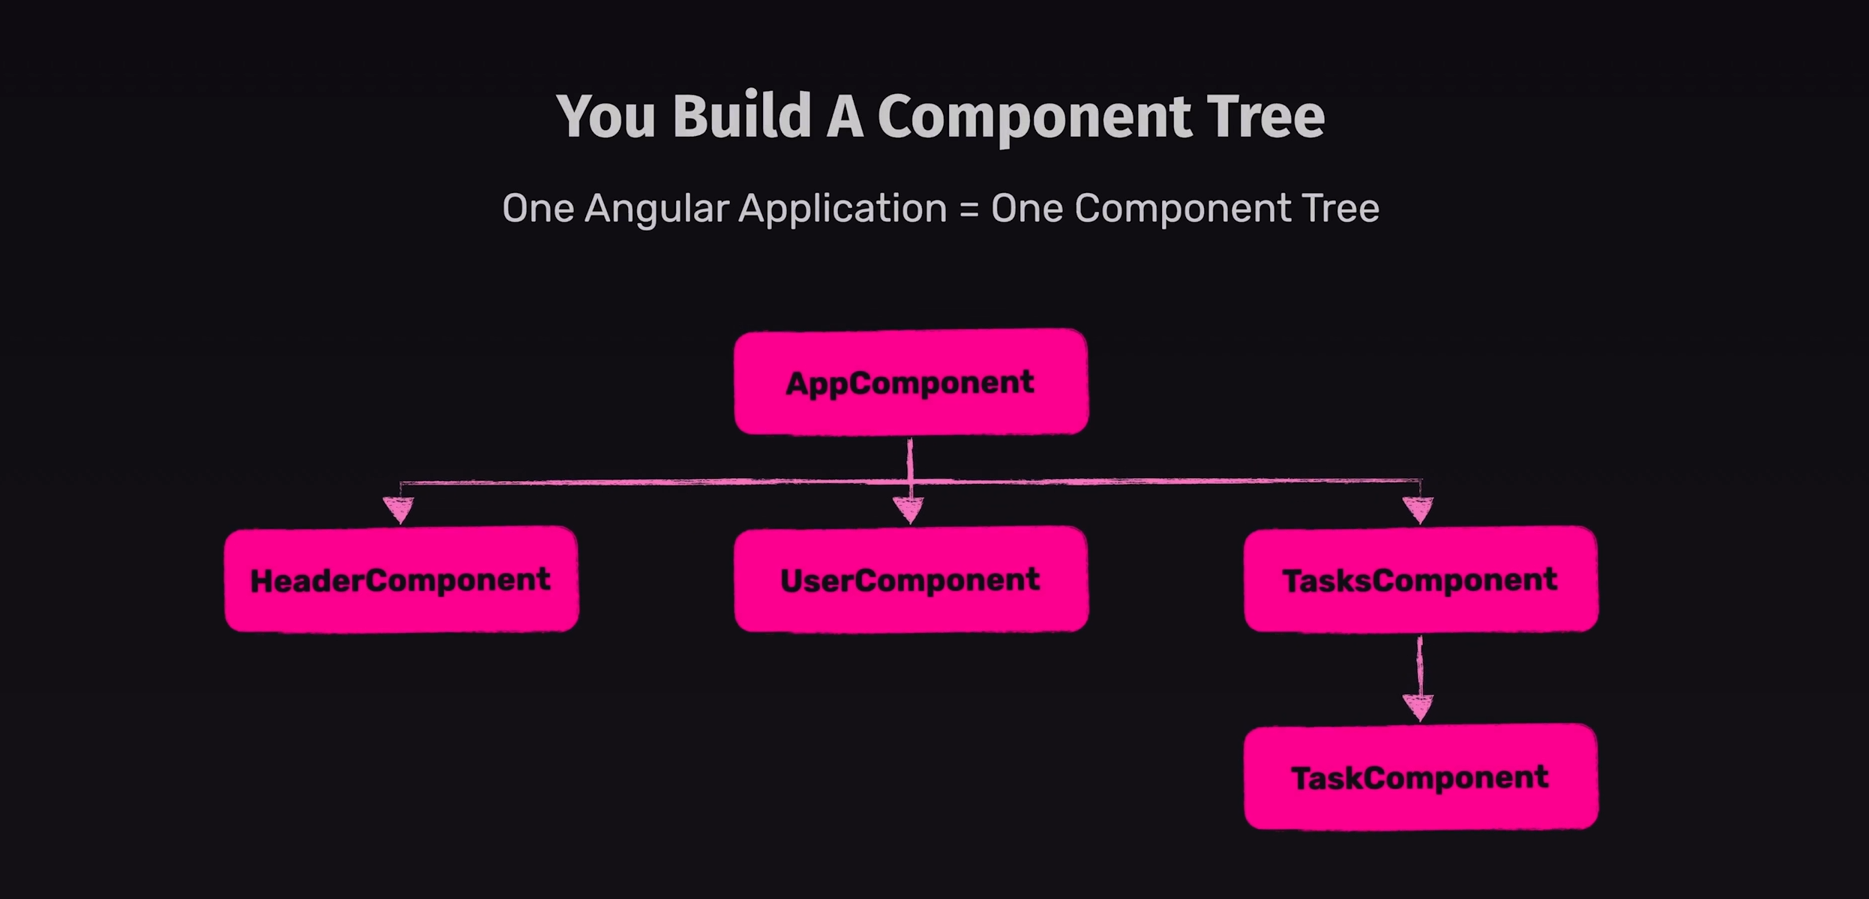 You Build A Component Tree
One Angular Application = One Component Tree
AppComponent
HeaderComponent
UserComponent
TasksComponent
TaskComponent